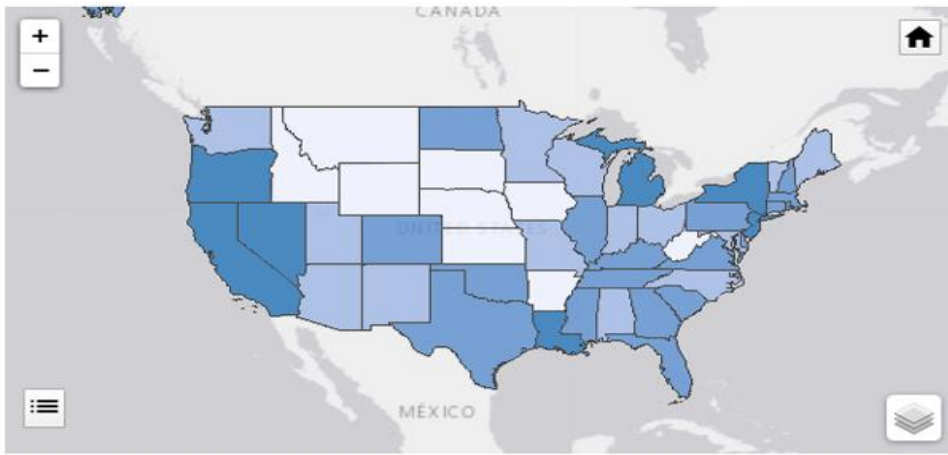 CANADA
+
−
UNITED STATES
MÉXICO